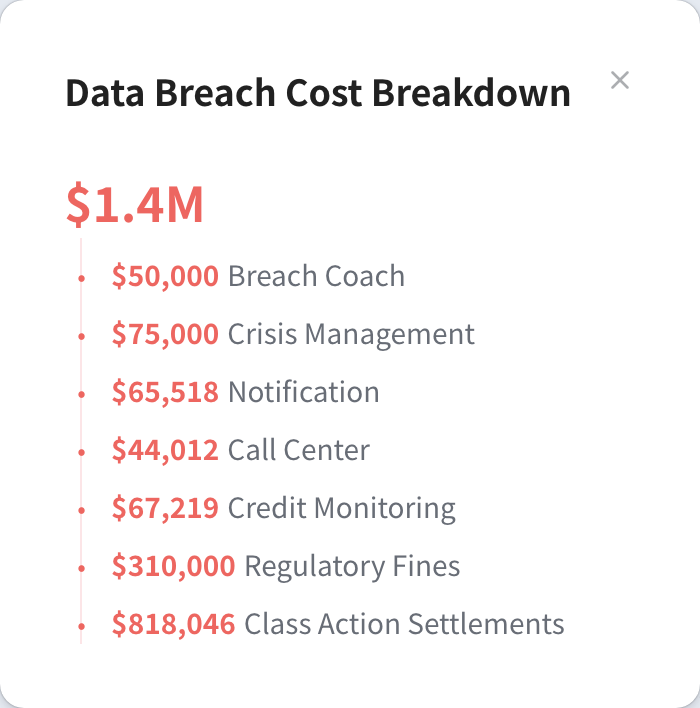 Data Breach Cost Breakdown
$1.4M
• $50,000 Breach Coach
• $75,000 Crisis Management
• $65,518 Notification
• $44,012 Call Center
• $67,219 Credit Monitoring
• $310,000 Regulatory Fines
• $818,046 Class Action Settlements